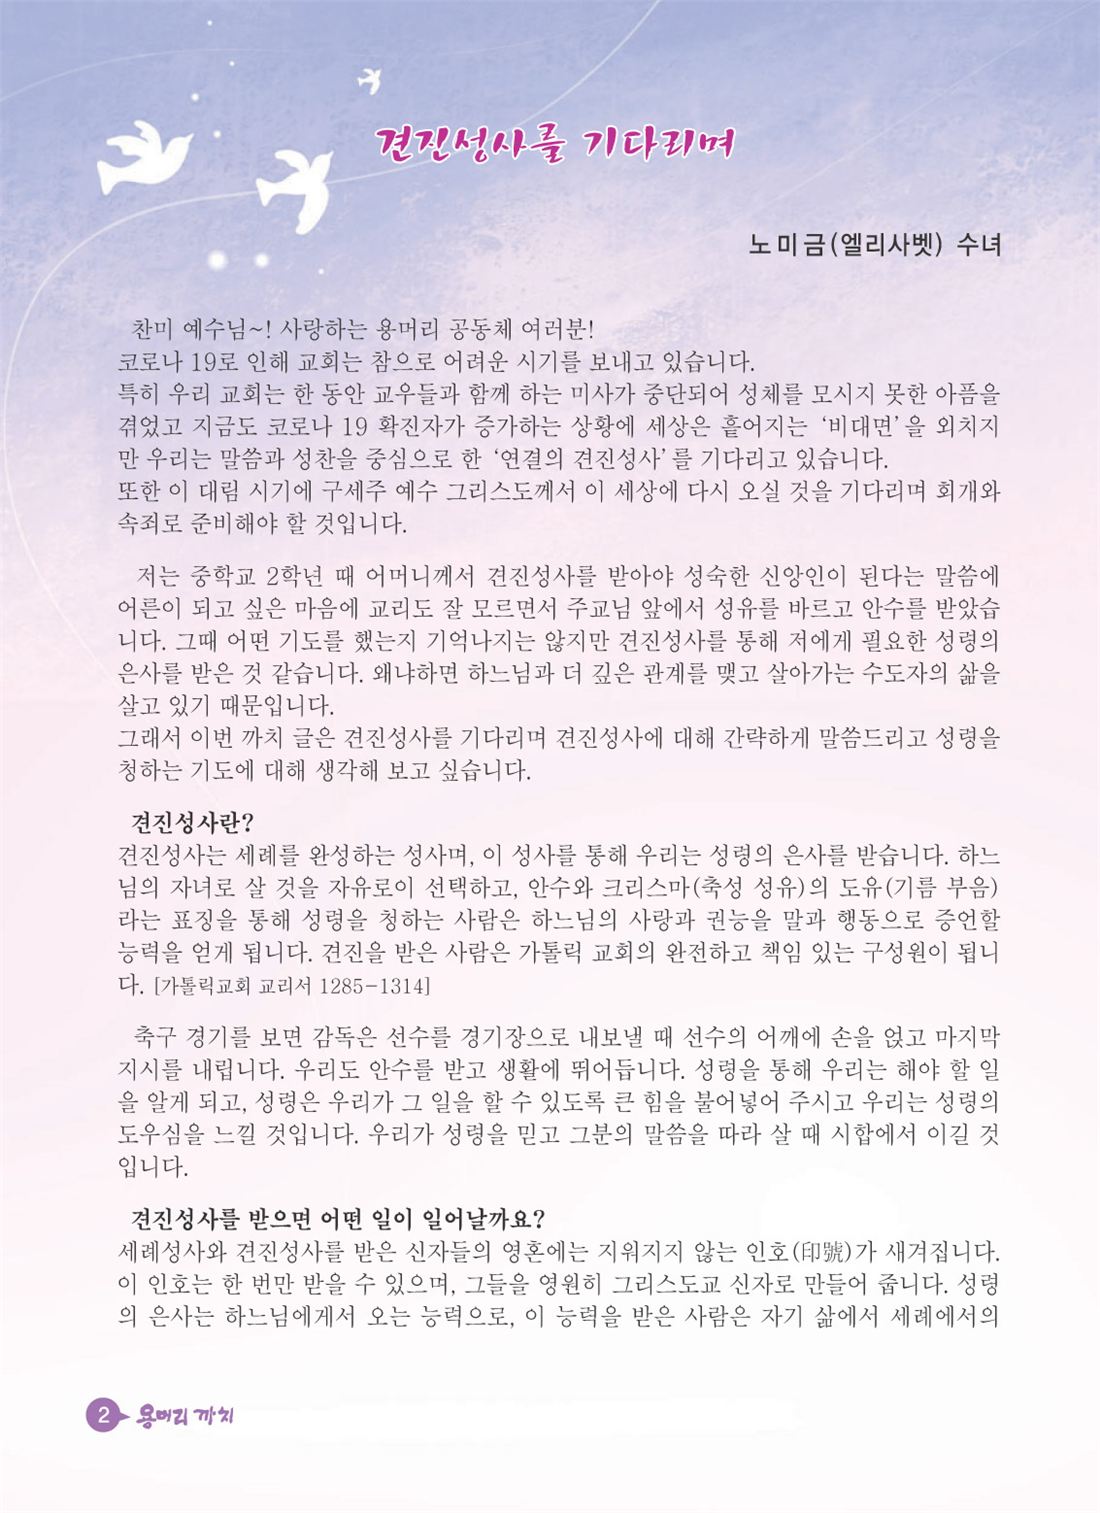 견진성사를 기다리며
노미금(엘리사벳) 수녀
찬미 예수님~! 사랑하는 용머리 공동체 여러분!
코로나 19로 인해 교회는 참으로 어려운 시기를 보내고 있습니다.
특히 우리 교회는 한 동안 교우들과 함께 하는 미사가 중단되어 성체를 모시지 못한 아픔을
겪었고 지금도 코로나 19 확진자가 증가하는 상황에 세상은 흩어지는 ‘비대면’을 외치지
만 우리는 말씀과 성찬을 중심으로 한 ‘연결의 견진성사’를 기다리고 있습니다.
또한 이 대림 시기에 구세주 예수 그리스도께서 이 세상에 다시 오실 것을 기다리며 회개와
속죄로 준비해야 할 것입니다.
저는 중학교 2학년 때 어머니께서 견진성사를 받아야 성숙한 신앙인이 된다는 말씀에
어른이 되고 싶은 마음에 교리도 잘 모르면서 주교님 앞에서 성유를 바르고 안수를 받았습
니다. 그때 어떤 기도를 했는지 기억나지는 않지만 견진성사를 통해 저에게 필요한 성령의
은사를 받은 것 같습니다. 왜냐하면 하느님과 더 깊은 관계를 맺고 살아가는 수도자의 삶을
살고 있기 때문입니다.
그래서 이번 까치 글은 견진성사를 기다리며 견진성사에 대해 간략하게 말씀드리고 성령을
청하는 기도에 대해 생각해 보고 싶습니다.
견진성사란?
견진성사는 세례를 완성하는 성사며, 이 성사를 통해 우리는 성령의 은사를 받습니다. 하느
님의 자녀로 살 것을 자유로이 선택하고, 안수와 크리스마(축성 성유)의 도유(기름 부음)
라는 표징을 통해 성령을 청하는 사람은 하느님의 사랑과 권능을 말과 행동으로 증언할
능력을 얻게 됩니다. 견진을 받은 사람은 가톨릭 교회의 완전하고 책임 있는 구성원이 됩니
다. [가톨릭교회 교리서 1285-1314]
축구 경기를 보면 감독은 선수를 경기장으로 내보낼 때 선수의 어깨에 손을 얹고 마지막
지시를 내립니다. 우리도 안수를 받고 생활에 뛰어듭니다. 성령을 통해 우리는 해야 할 일
을 알게 되고, 성령은 우리가 그 일을 할 수 있도록 큰 힘을 불어넣어 주시고 우리는 성령의
도우심을 느낄 것입니다. 우리가 성령을 믿고 그분의 말씀을 따라 살 때 시합에서 이길 것
입니다.
견진성사를 받으면 어떤 일이 일어날까요?
세례성사와 견진성사를 받은 신자들의 영혼에는 지워지지 않는 인호(印號)가 새겨집니다.
이 인호는 한 번만 받을 수 있으며, 그들을 영원히 그리스도교 신자로 만들어 줍니다. 성령
의 은사는 하느님에게서 오는 능력으로, 이 능력을 받은 사람은 자기 삶에서 세례에서의
2 용머리 까치